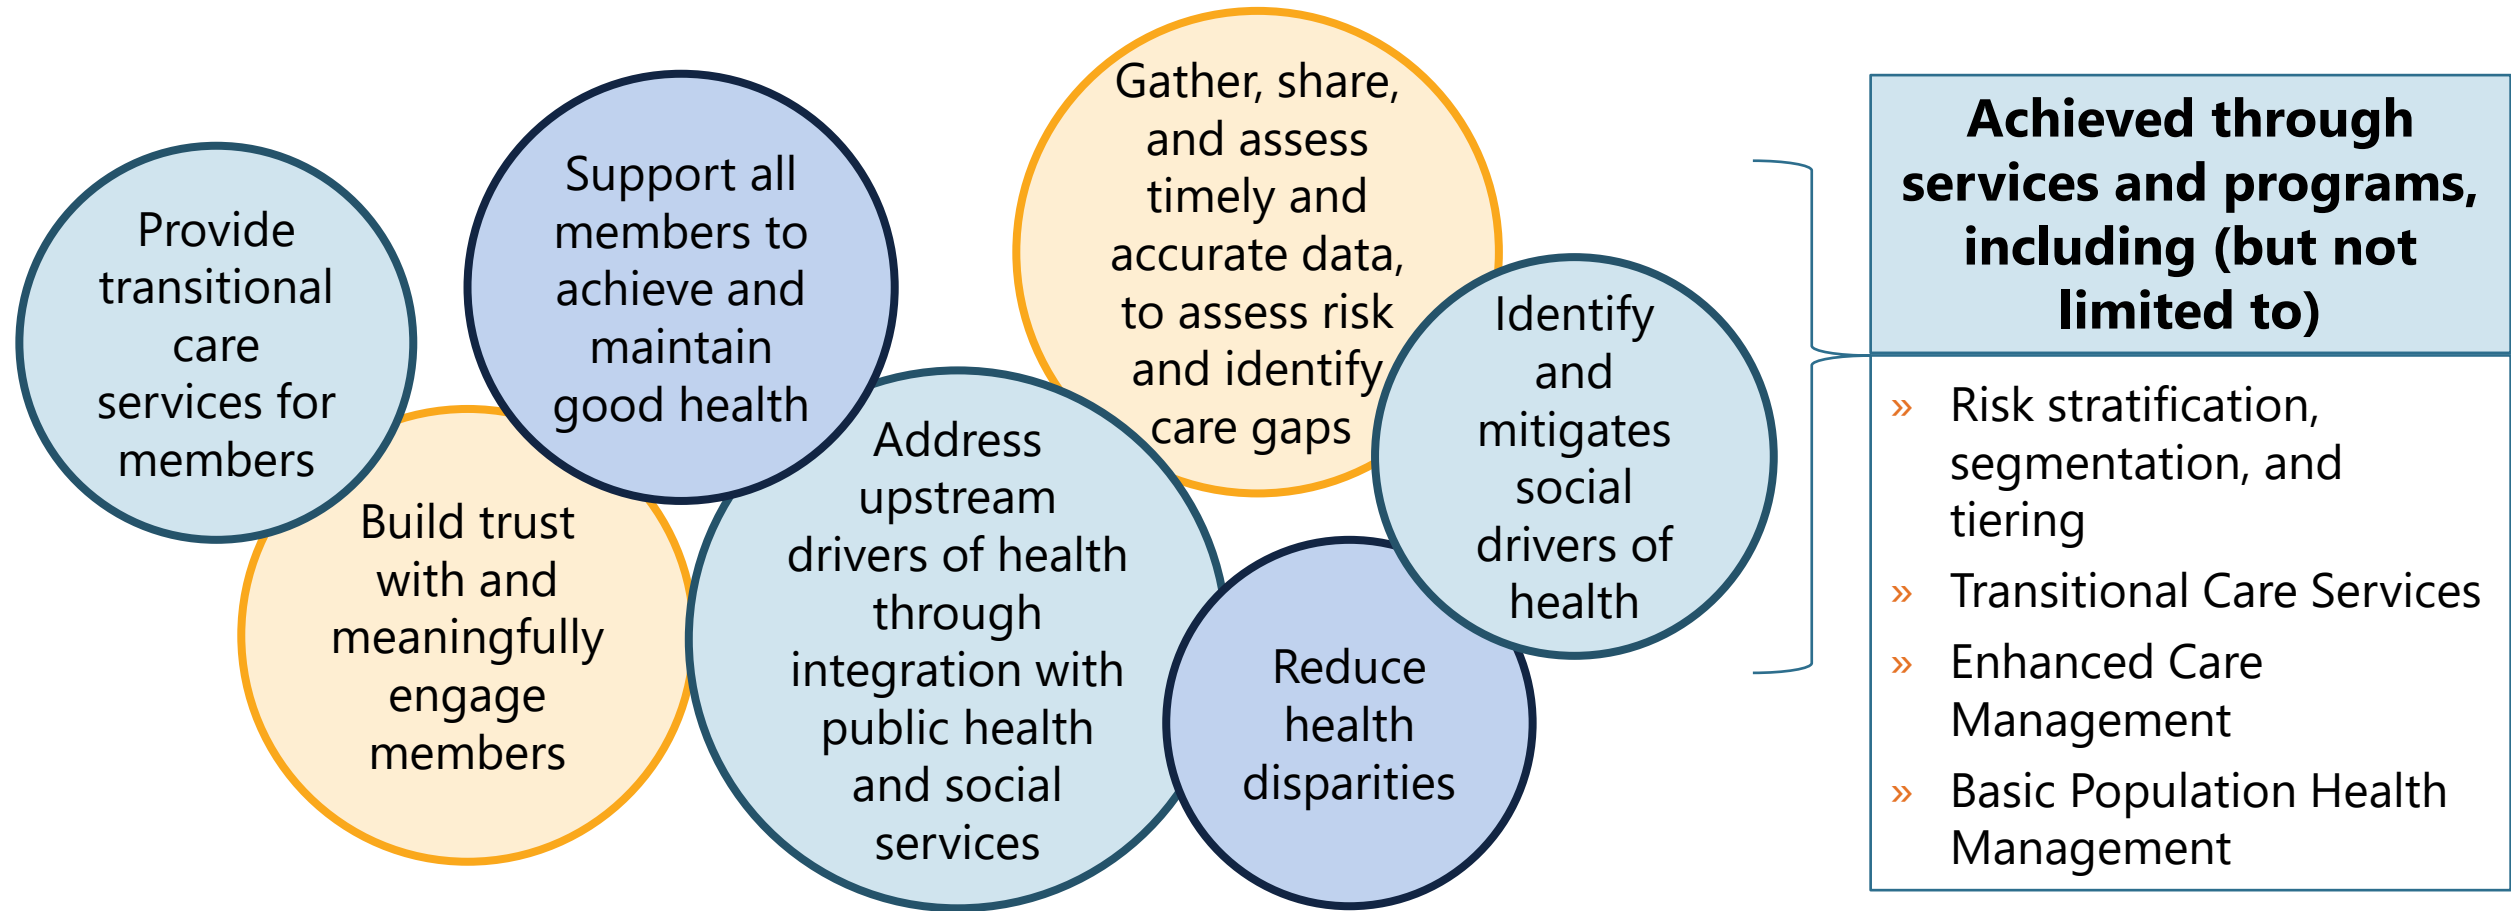 Provide
transitional
care
services for
members
Support all
members to
achieve and
maintain
good health
Build trust
with and
meaningfully
engage
members
Address
upstream
drivers of health
through
integration with
public health
and social
services
Gather, share,
and assess
timely and
accurate data,
to assess risk
and identify
care gaps
Identify
and
mitigates
social
drivers of
health
Reduce
health
disparities
Achieved through
services and programs,
including (but not
limited to)
» Risk stratification,
segmentation, and
tiering
» Transitional Care Services
» Enhanced Care
Management
» Basic Population Health
Management